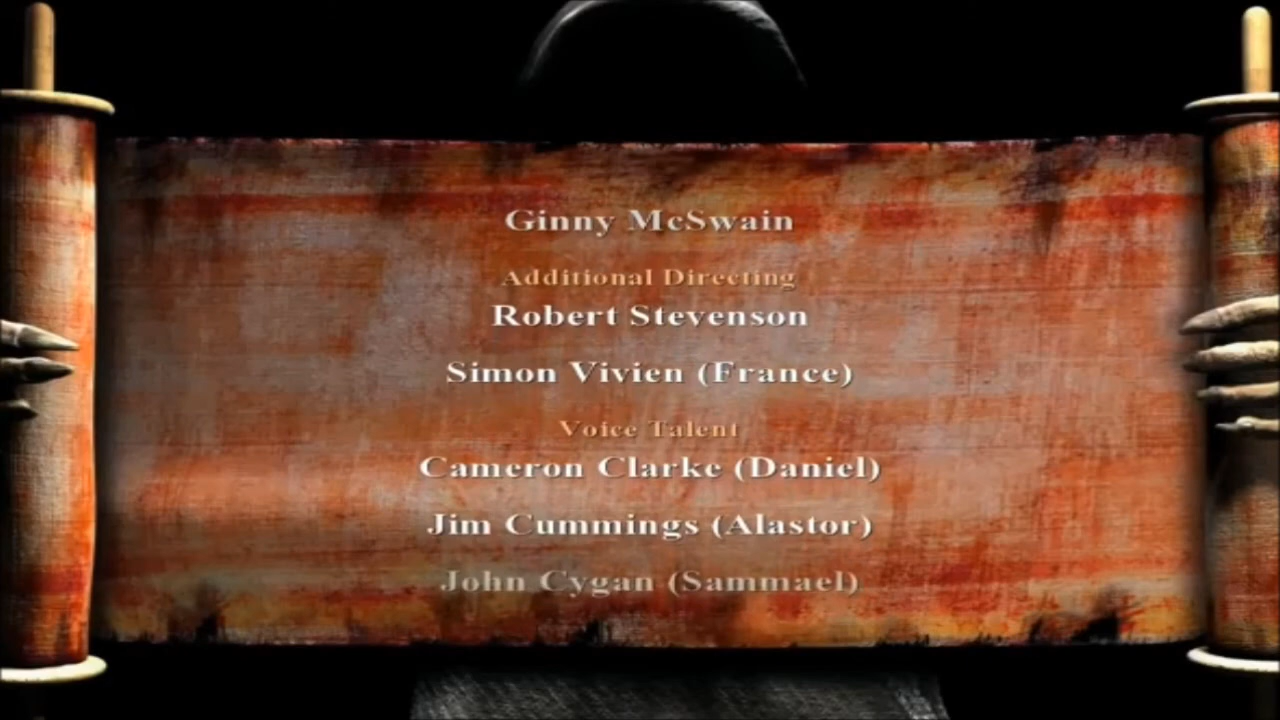 Ginny McSwain
Additional Directing
Robert Stevenson
Simon Vivien (France)
Voice Talent
Cameron Clarke (Daniel)
Jim Cummings (Alastor)
John Cygan (Sammael)